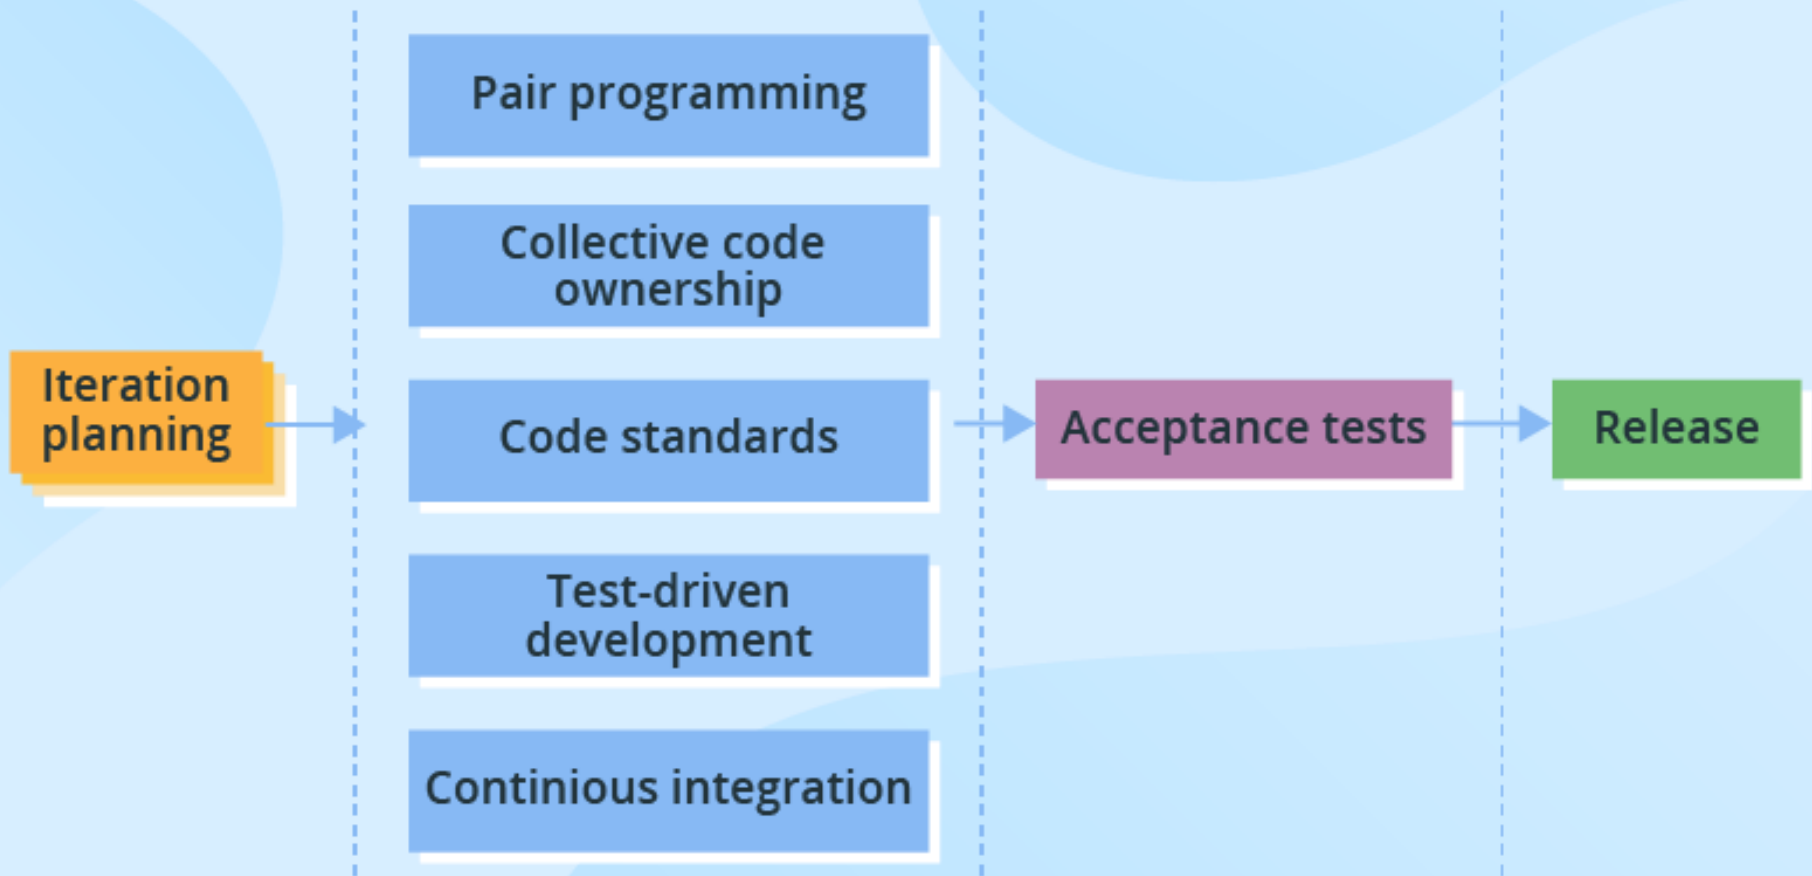 Pair programming
Collective code
ownership
Iteration
planning
Code standards
Acceptance tests
Release
Test-driven
development
Continious integration